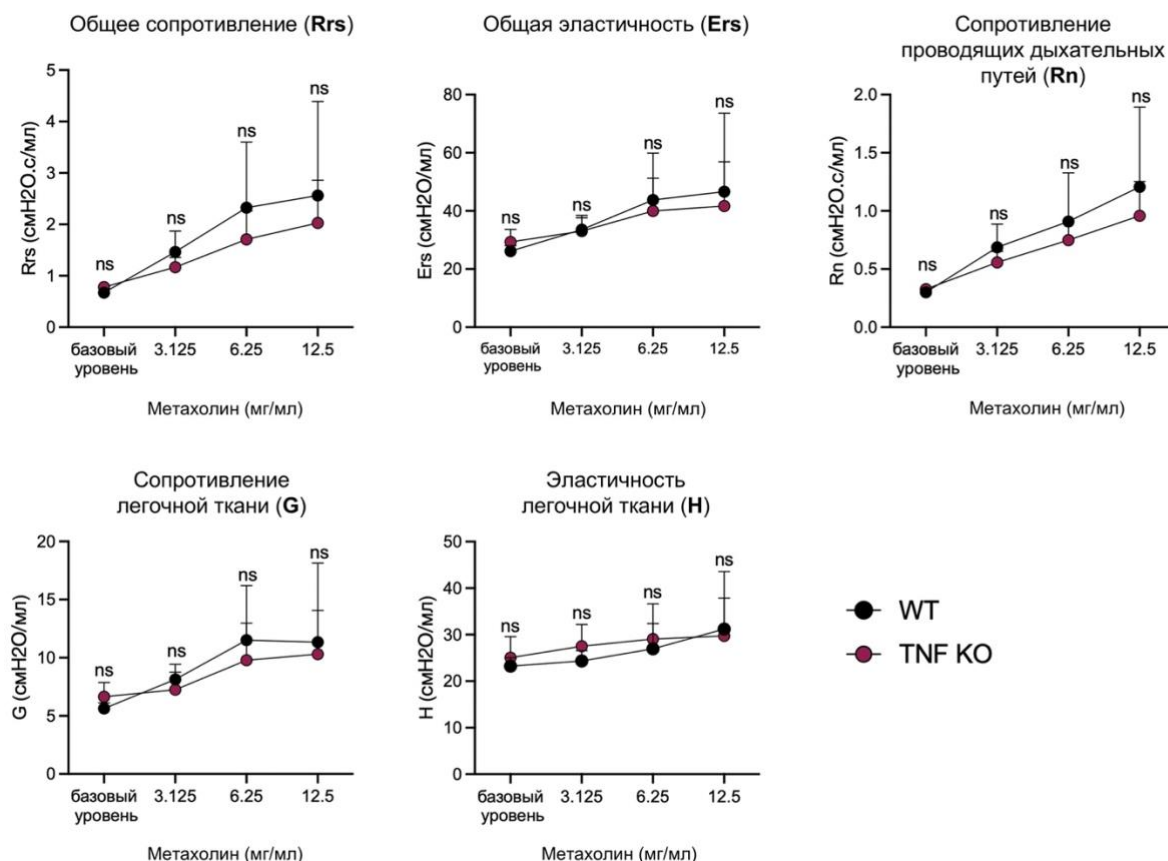 Общее сопротивление (Rrs)
Rrs (смH2O.с/мл)
5
4
3
2
1
0
ns
ns
ns
ns
базовый
уровень
3.125
6.25
12.5
Метахолин (мг/мл)
Общая эластичность (Ers)
Ers (смH2O/мл)
80
60
40
20
0
ns
ns
ns
ns
базовый
уровень
3.125
6.25
12.5
Метахолин (мг/мл)
Сопротивление
проводящих дыхательных
путей (Rn)
Rn (смH2O.с/мл)
2.0
1.5
1.0
0.5
0.0
ns
ns
ns
ns
базовый
уровень
3.125
6.25
12.5
Метахолин (мг/мл)
Сопротивление
легочной ткани (G)
G (смH2O/мл)
20
15
10
5
0
ns
ns
ns
ns
базовый
уровень
3.125
6.25
12.5
Метахолин (мг/мл)
Эластичность
легочной ткани (H)
H (смH2O/мл)
50
40
30
20
10
0
ns
ns
ns
ns
базовый
уровень
3.125
6.25
12.5
Метахолин (мг/мл)
WT
TNF KO